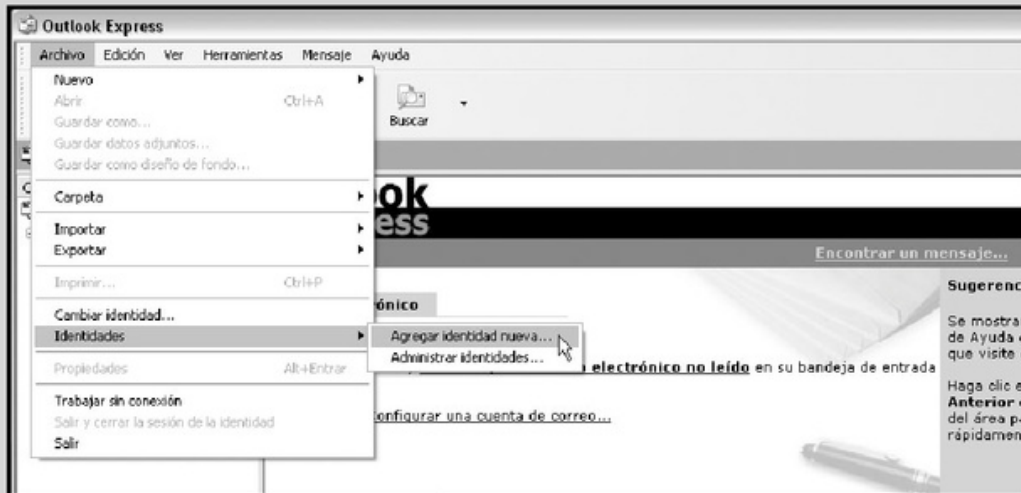 Outlook Express
Archivo Edición Ver Herramientas Mensaje Ayuda
Nuevo
Abrir Ctrl+A
Guardar como...
Guardar datos adjuntos...
Guardar como diseño de fondo...
Buscar
Carpeta
Importar
Exportar
Imprimir... Ctrl+P
Cambiar identidad...
Identidades
Propiedades Alt+Entrar
Trabajar sin conexión
Salir y cerrar la sesión de la identidad
Salir
Agregar identidad nueva...
Administrar identidades...
ok
ess
Encontrar un mensaje...
ónico
electrónico no leído en su bandeja de entrada
onfigurar una cuenta de correo...
Sugerenc
Se mostra
de Ayuda
que visite
Haga clic e
Anterior
del área p
rápidamen